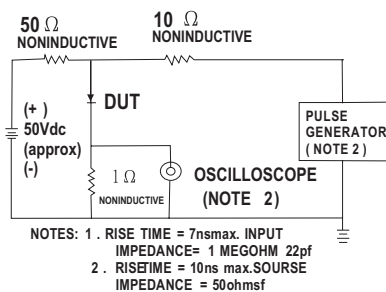 50 Ω
NONINDUCTIVE
10 Ω
NONINDUCTIVE
(+)
50Vdc
(approx)
(-)
DUT
PULSE
GENERATOR
( NOTE 2 )
1 Ω
NONINDUCTIVE
OSCILLOSCOPE
(NOTE 2)
NOTES: 1 . RISE TIME = 7nsmax. INPUT
IMPEDANCE= 1 MEGOHM 22pf
2 . RISETIME = 10ns max.SOURSE
IMPEDANCE = 50ohmsf